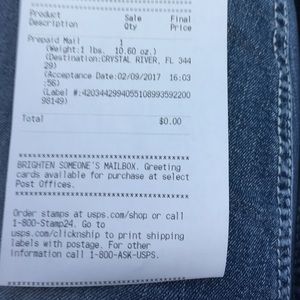 Product Sale Final
Description Qty Price
Prepaid Mail 1
(Weight:1 lbs. 10.60 oz.)
(Destination:CRYSTAL RIVER, FL 344
29)
(Acceptance Date:02/09/2017 16:03
:56)
(Label #:42034429940551089935922 00
98149)
Total $0.00
BRIGHTEN SOMEONE'S MAILBOX. Greeting
cards available for purchase at select
Post Offices.
Order stamps at usps.com/shop or call
1-800-Stamp24. Go to
usps.com/clicknship to print shipping
labels with postage. For other
information call 1-800-ASK-USPS.